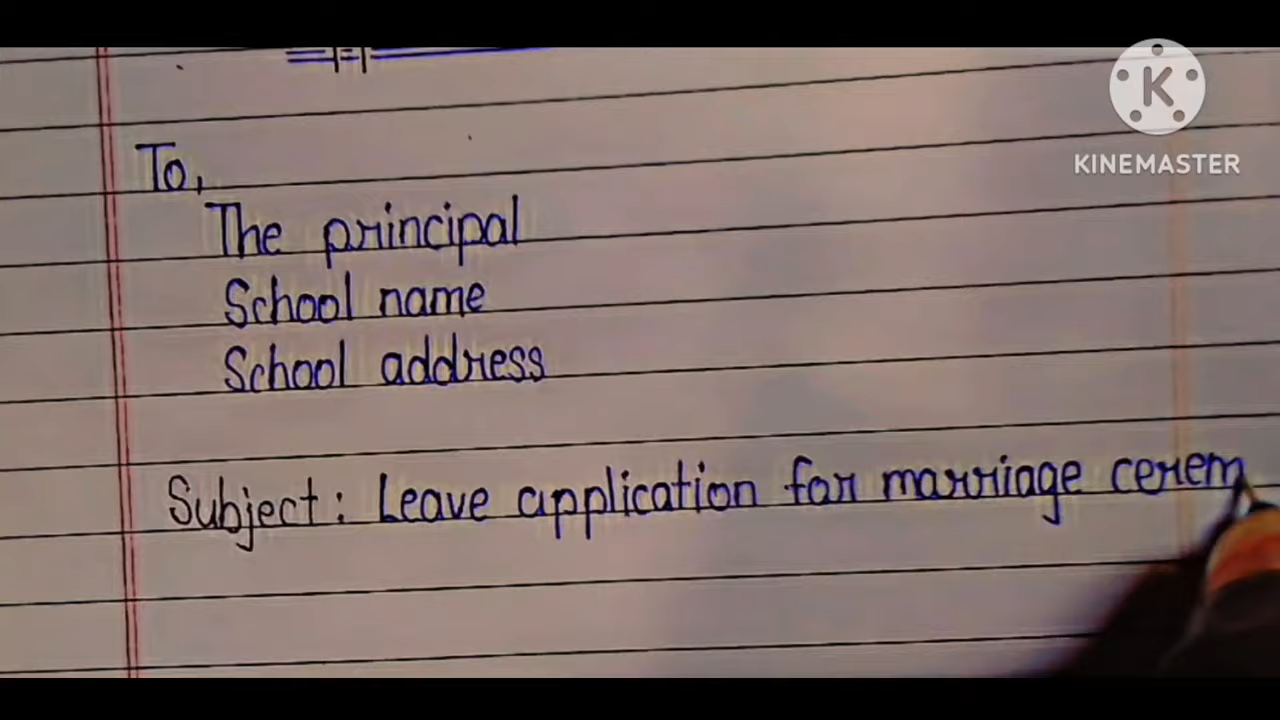 K
KINEMASTER
To,
The principal
School name
School address
Subject: Leave application for marriage cerem